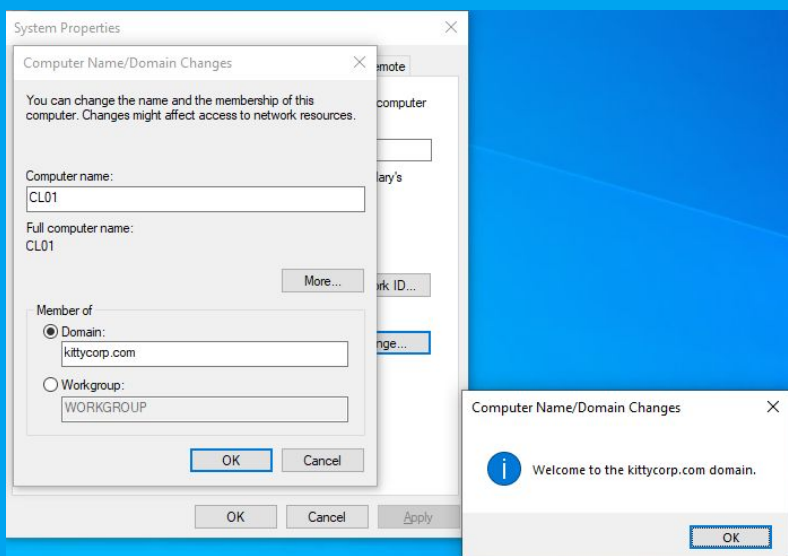 System Properties
Computer Name/Domain Changes
emote
You can change the name and the membership of this
computer. Changes might affect access to network resources.
computer
Computer name:
lary's
CL01
Full computer name:
CL01
More...
rk ID...
Member of
Domain:
kittycorp.com
nge...
Workgroup:
WORKGROUP
OK
Cancel
OK
Cancel
Apply
Computer Name/Domain Changes
Welcome to the kittycorp.com domain.
OK